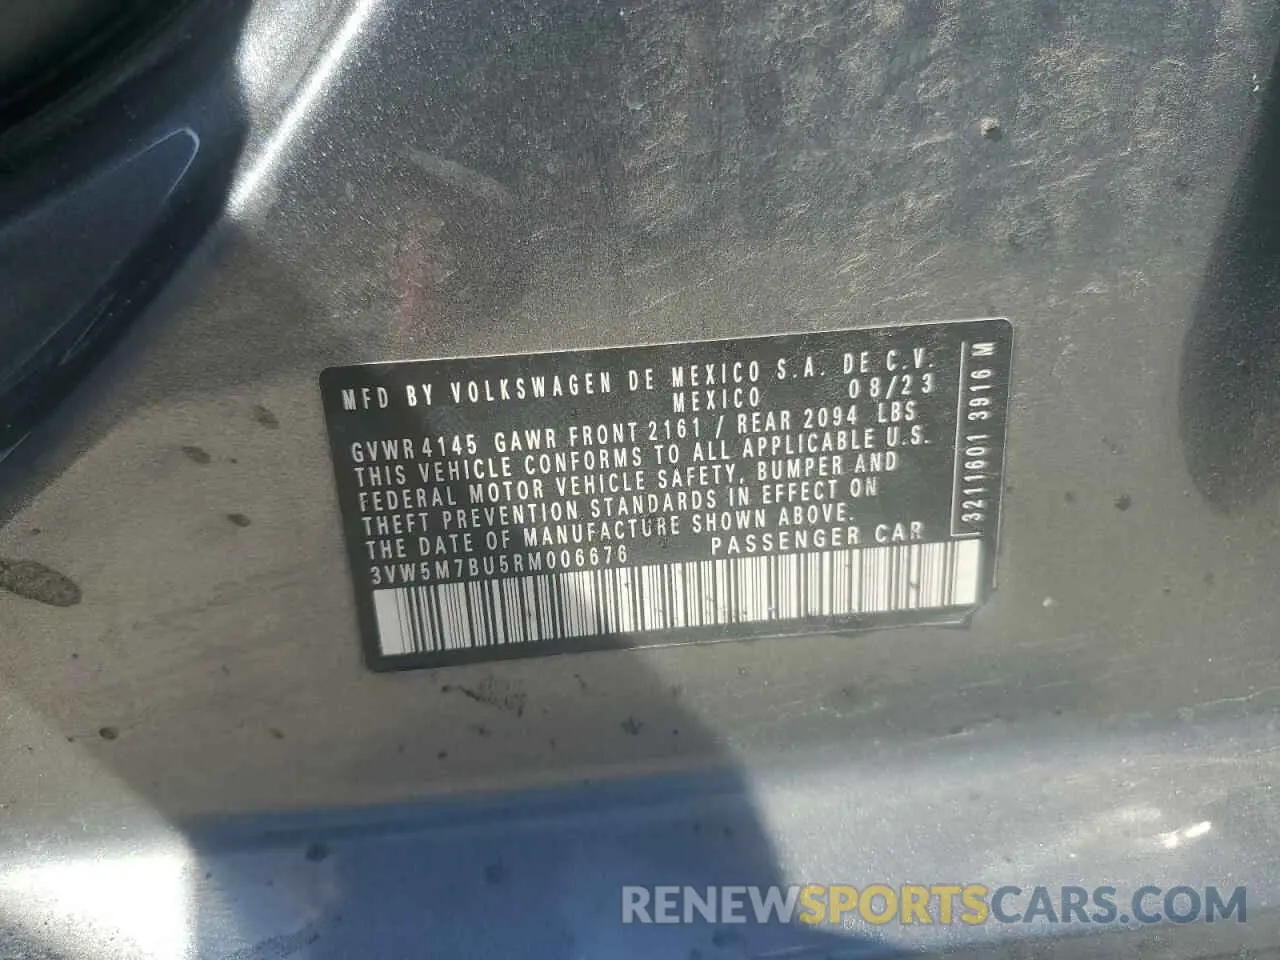 MFD BY VOLKSWAGEN DE MEXICO S.A. DE C.V.
MEXICO 08/23
GVWR 4145 GAWR FRONT 2161 / REAR 2094 LBS
THIS VEHICLE CONFORMS TO ALL APPLICABLE U.S.
FEDERAL MOTOR VEHICLE SAFETY, BUMPER AND
THEFT PREVENTION STANDARDS IN EFFECT ON
THE DATE OF MANUFACTURE SHOWN ABOVE.
3VW5M7BU5RM006676 PASSENGER CAR
3211601 3916 M
RENEWSPORTSCARS.COM